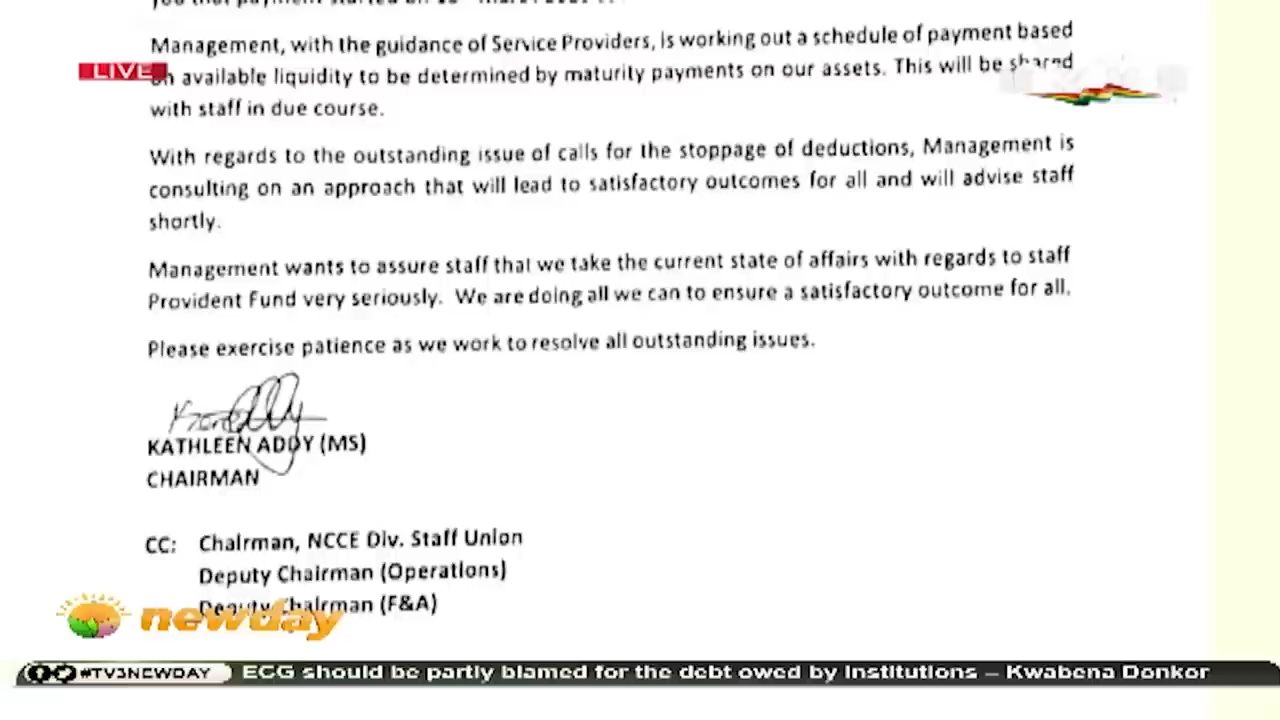 you that payment started on
Management, with the guidance of Service Providers, is working out a schedule of payment based
LIVE
on available liquidity to be determined by maturity payments on our assets. This will be shared
with staff in due course.
With regards to the outstanding issue of calls for the stoppage of deductions, Management is
consulting on an approach that will lead to satisfactory outcomes for all and will advise staff
shortly.
Management wants to assure staff that we take the current state of affairs with regards to staff
Provident Fund very seriously. We are doing all we can to ensure a satisfactory outcome for all.
Please exercise patience as we work to resolve all outstanding issues.
KATHLEEN ADDY (MS)
CHAIRMAN
CC: Chairman, NCCE Div. Staff Union
Deputy Chairman (Operations)
Deputy Chairman (F&A)
newday
#TV3NEWDAY ECG should be partly blamed for the debt owed by Institutions – Kwabena Donkor